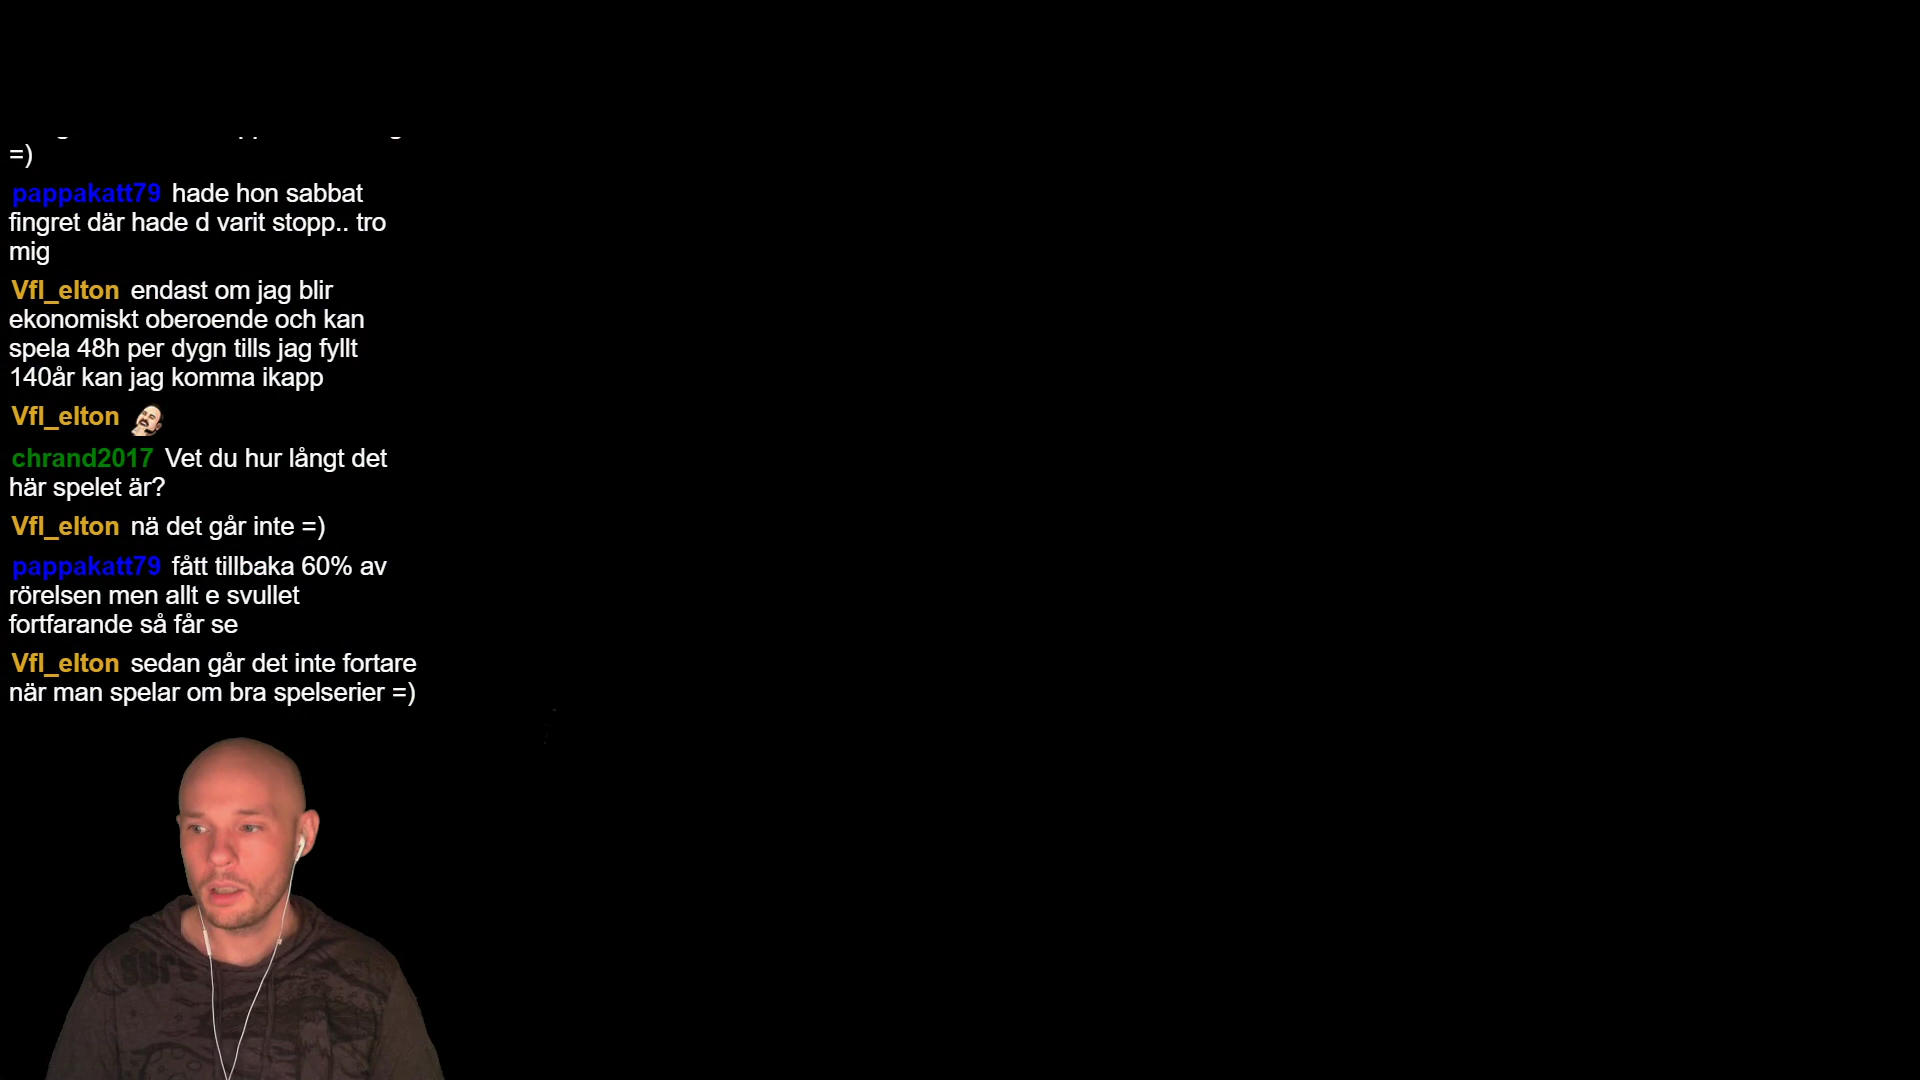 =)
pappakatt79 hade hon sabbat
fingret där hade d varit stopp.. tro
mig
Vfl_elton endast om jag blir
ekonomiskt oberoende och kan
spela 48h per dygn tills jag fyllt
140år kan jag komma ikapp
Vfl_elton
chrand2017 Vet du hur långt det
här spelet är?
Vfl_elton nä det går inte =)
pappakatt79 fått tillbaka 60% av
rörelsen men allt e svullet
fortfarande så får se
Vfl_elton sedan går det inte fortare
när man spelar om bra spelserier =)